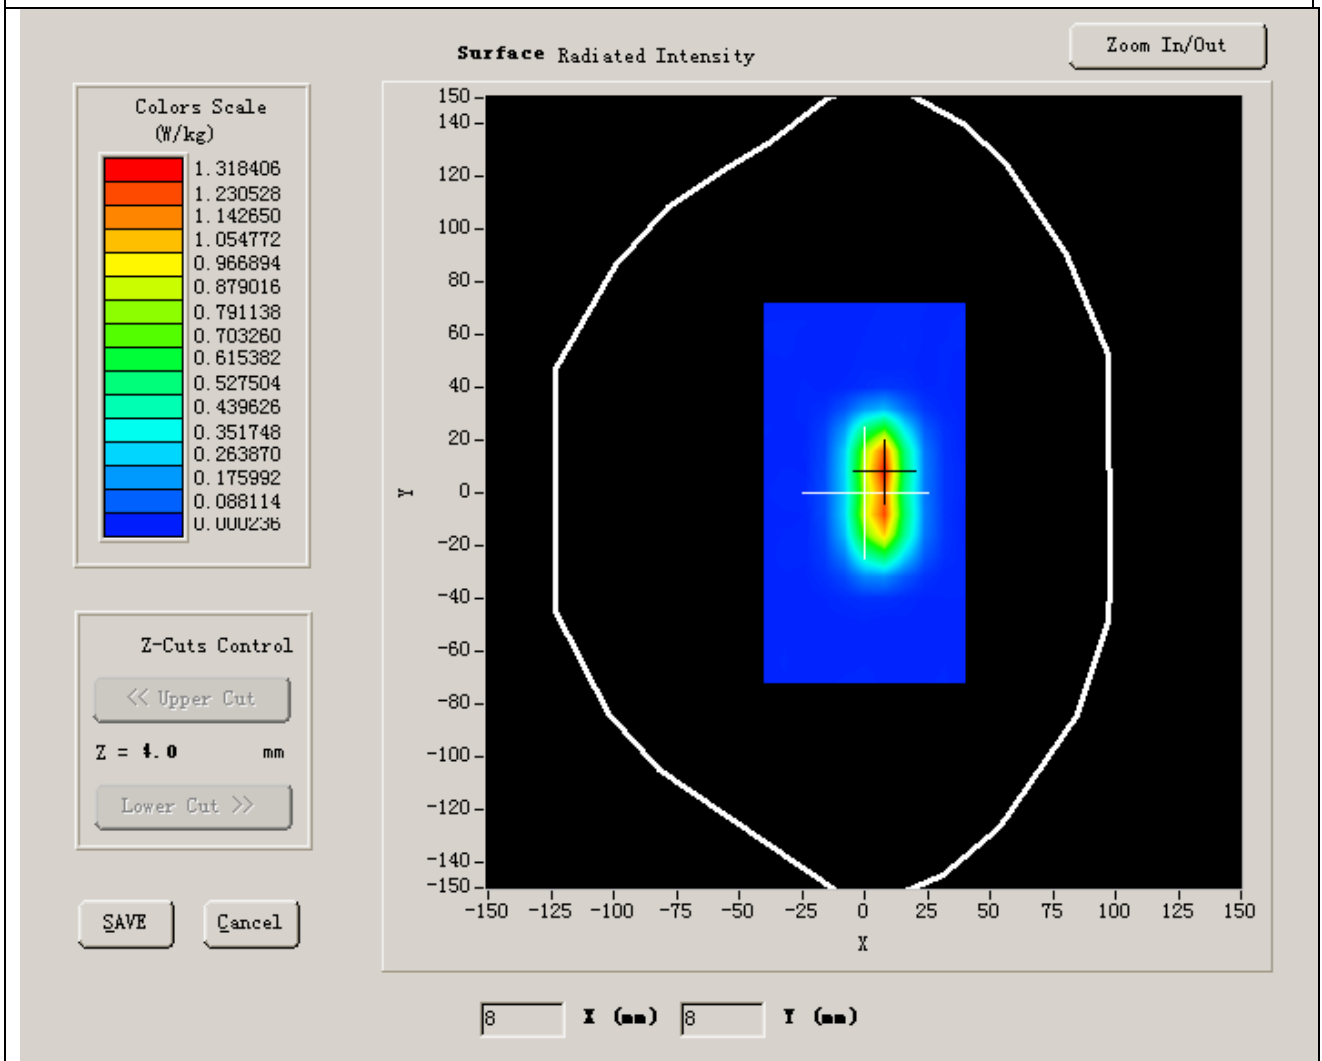 Surface Radiated Intensity
Zoom In/Out
Colors Scale
(W/kg)
1.318406
1.230528
1.142650
1.054772
0.966894
0.879016
0.791138
0.703260
0.615382
0.527504
0.439626
0.351748
0.263870
0.175992
0.088114
0.000236
Z-Cuts Control
<< Upper Cut
Z = 4.0 mm
Lower Cut >>
SAVE Cancel
150
140
120
100
80
60
40
20
0
-20
-40
-60
-80
-100
-120
-140
-150
Y
-150 -125 -100 -75 -50 -25 0 25 50 75 100 125 150
X
8 X (mm) 8 Y (mm)